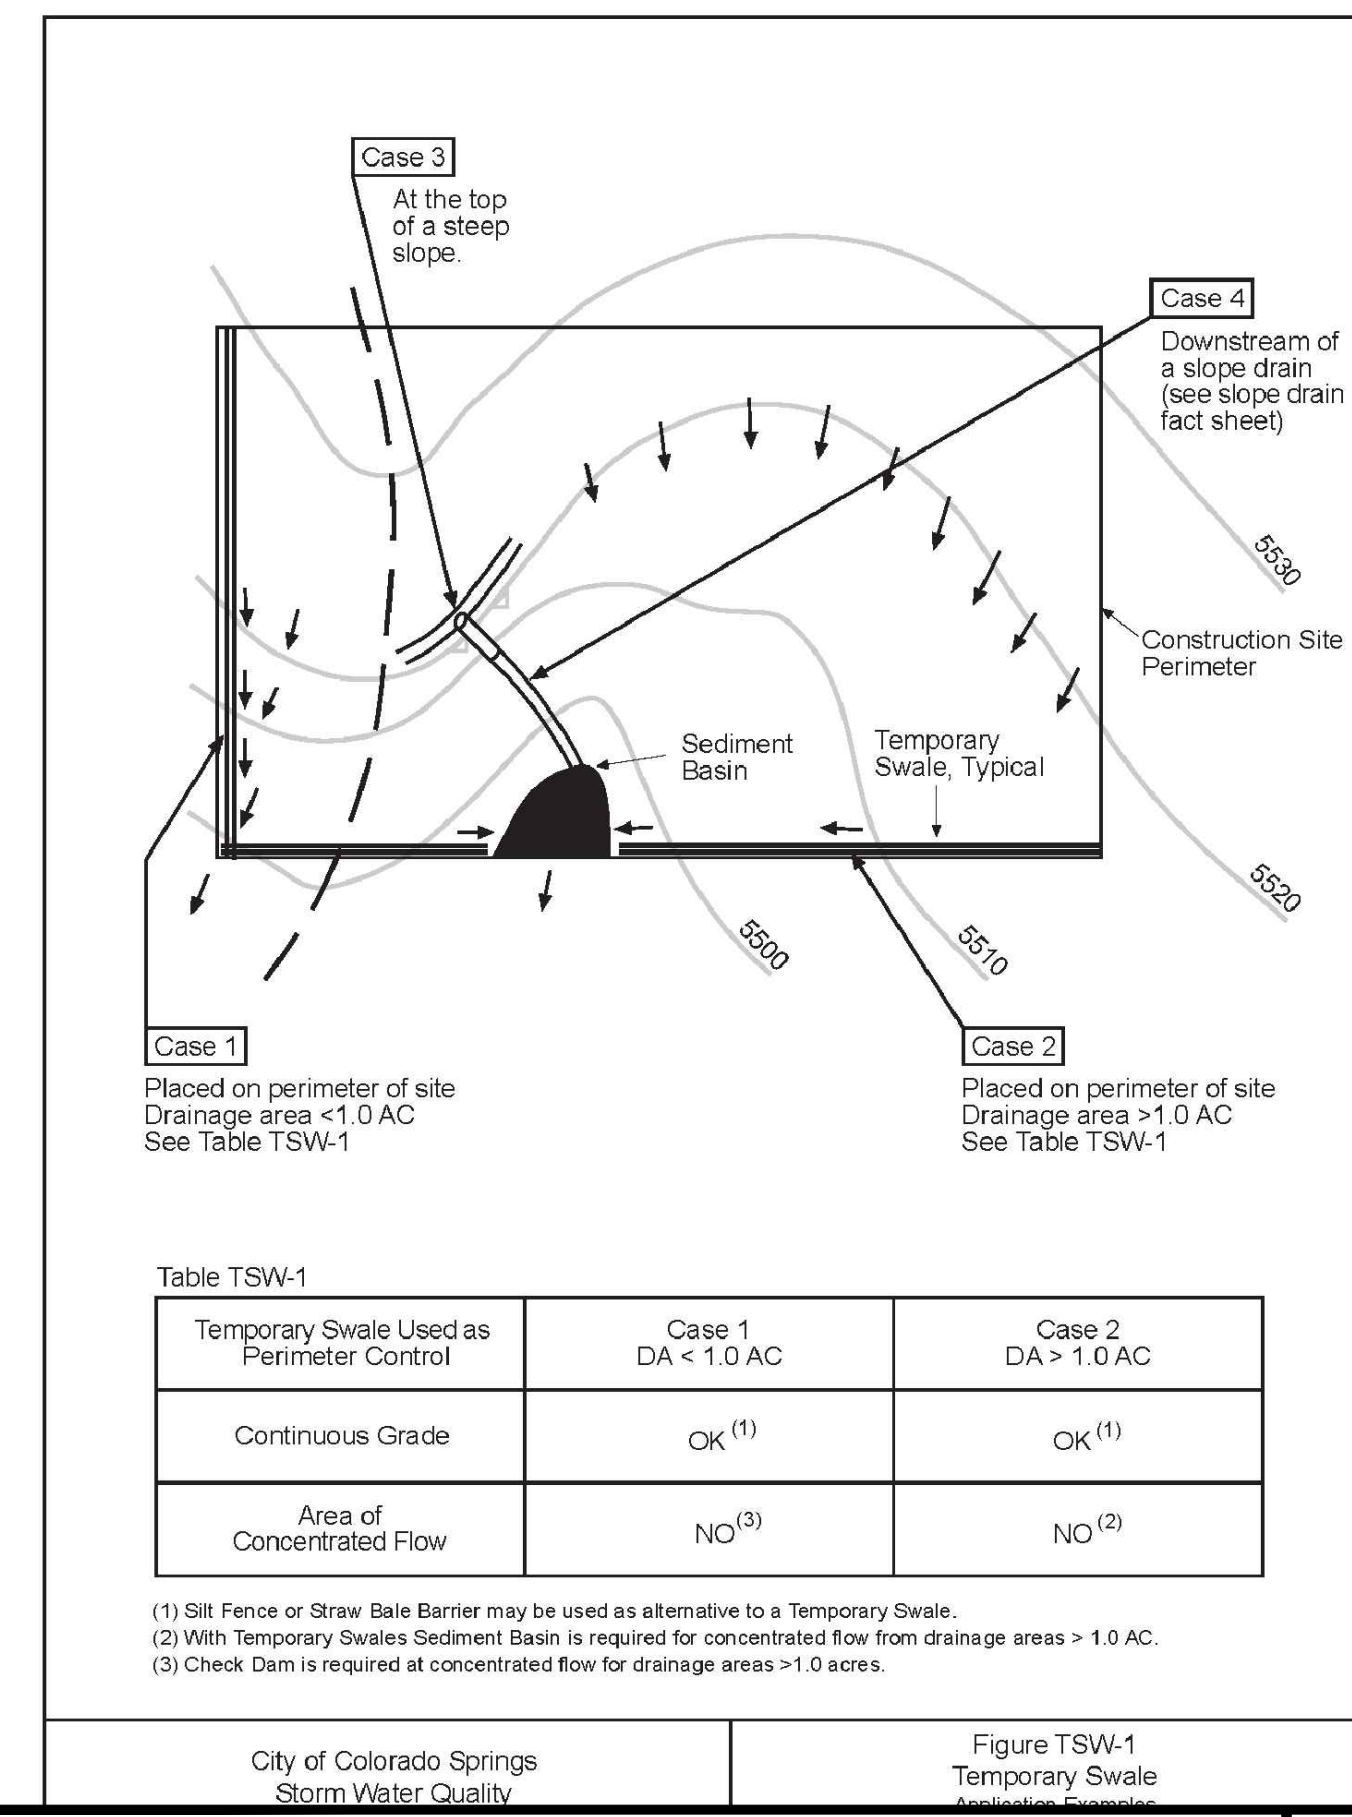 Case 3
At the top
of a steep
slope.
Case 4
Downstream of
a slope drain
(see slope drain
fact sheet)
5530
Construction Site
Perimeter
Sediment
Basin
Temporary
Swale, Typical
5520
5500
5510
Case 1
Placed on perimeter of site
Drainage area <1.0 AC
See Table TSW-1
Case 2
Placed on perimeter of site
Drainage area >1.0 AC
See Table TSW-1
Table TSW-1
Temporary Swale Used as
Perimeter Control
Case 1
DA < 1.0 AC
Case 2
DA > 1.0 AC
Continuous Grade
OK (1)
OK (1)
Area of
Concentrated Flow
NO(3)
NO (2)
(1) Silt Fence or Straw Bale Barrier may be used as alternative to a Temporary Swale.
(2) With Temporary Swales Sediment Basin is required for concentrated flow from drainage areas > 1.0 AC.
(3) Check Dam is required at concentrated flow for drainage areas >1.0 acres.
City of Colorado Springs
Storm Water Quality
Figure TSW-1
Temporary Swale
Application Examples